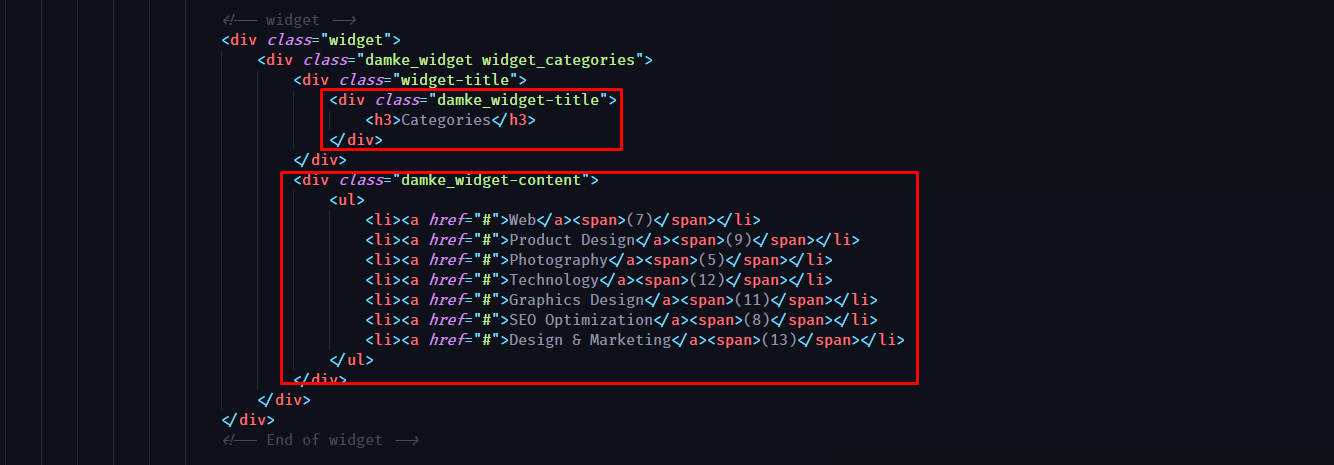 <!-- widget -->
<div class="widget">
<div class="damke_widget widget_categories">
<div class="widget-title">
<div class="damke_widget-title">
<h3>Categories</h3>
</div>
</div>
<div class="damke_widget-content">
<ul>
<li><a href="#">Web</a><span>(7)</span></li>
<li><a href="#">Product Design</a><span>(9)</span></li>
<li><a href="#">Photography</a><span>(5)</span></li>
<li><a href="#">Technology</a><span>(12)</span></li>
<li><a href="#">Graphics Design</a><span>(11)</span></li>
<li><a href="#">SEO Optimization</a><span>(8)</span></li>
<li><a href="#">Design & Marketing</a><span>(13)</span></li>
</ul>
</div>
</div>
</div>
<!-- End of widget -->